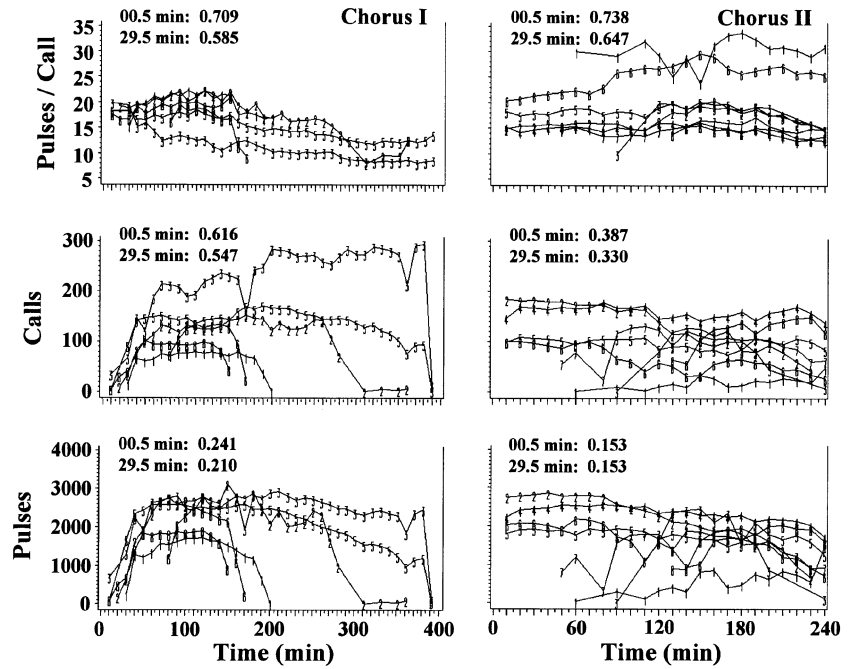 00.5 min: 0.709
29.5 min: 0.585
Chorus I
00.5 min: 0.738
29.5 min: 0.647
Chorus II
Pulses / Call
35
30
25
20
15
10
5
00.5 min: 0.616
29.5 min: 0.547
00.5 min: 0.387
29.5 min: 0.330
Calls
300
200
100
0
00.5 min: 0.241
29.5 min: 0.210
00.5 min: 0.153
29.5 min: 0.153
Pulses
4000
3000
2000
1000
0
0 100 200 300 400
0 60 120 180 240
Time (min)
Time (min)